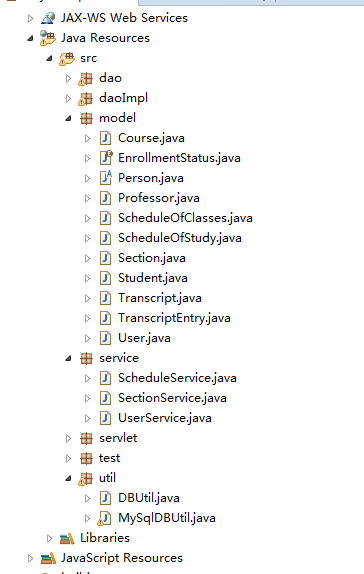 JAX-WS Web Services
Java Resources
src
dao
daoImpl
model
Course.java
EnrollmentStatus.java
Person.java
Professor.java
ScheduleOfClasses.java
ScheduleOfStudy.java
Section.java
Student.java
Transcript.java
TranscriptEntry.java
User.java
service
ScheduleService.java
SectionService.java
UserService.java
servlet
test
util
DBUtil.java
MySqlDBUtil.java
Libraries
JavaScript Resources